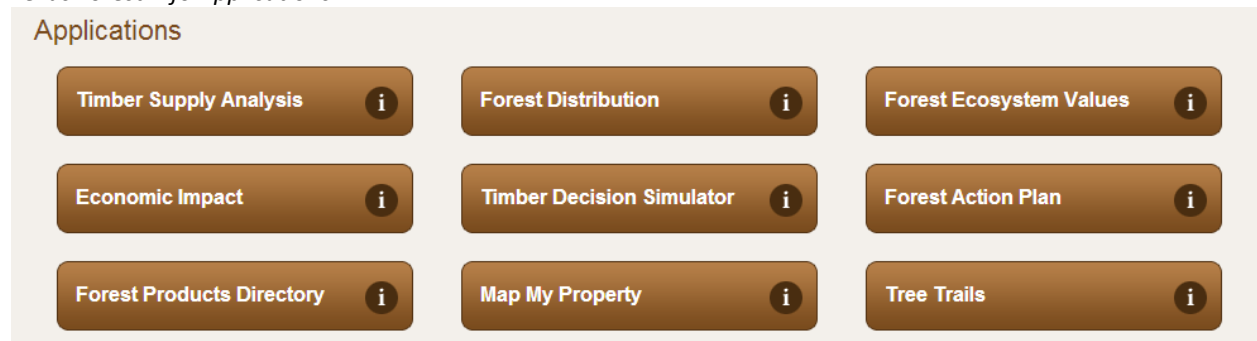 Applications
Timber Supply Analysis i
Forest Distribution i
Forest Ecosystem Values i
Economic Impact i
Timber Decision Simulator i
Forest Action Plan i
Forest Products Directory i
Map My Property i
Tree Trails i